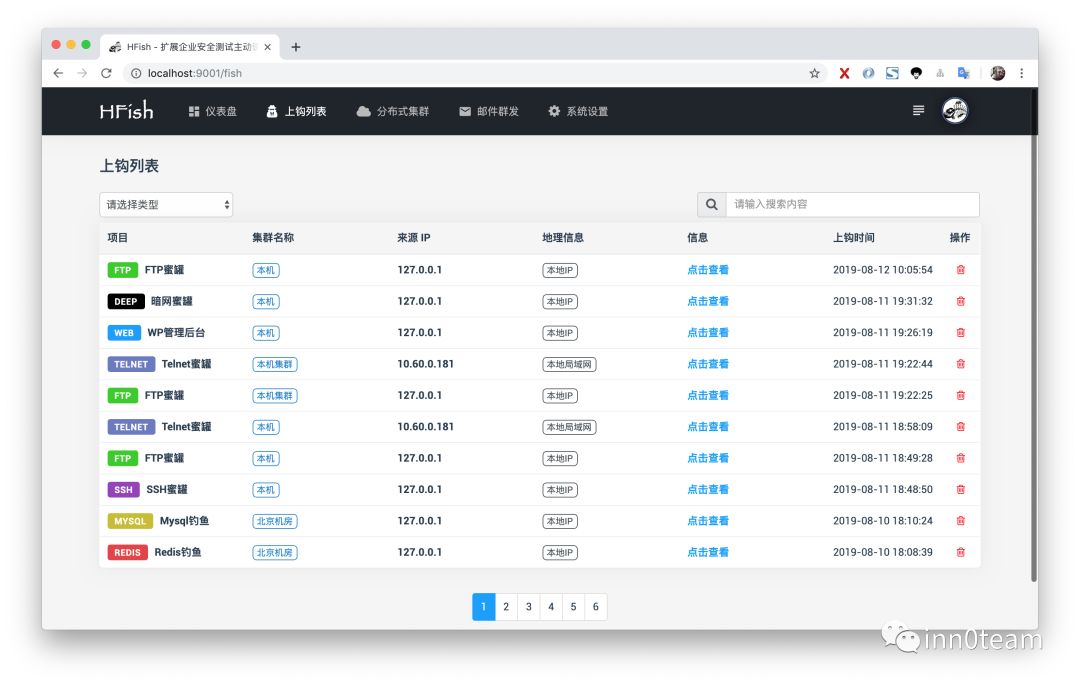 HFish - 扩展企业安全测试主动
localhost:9001/fish
HFish 仪表盘 上钩列表 分布式集群 邮件群发 系统设置
上钩列表
请选择类型 请输入搜索内容
项目 集群名称 来源 IP 地理信息 信息 上钩时间 操作
FTP FTP蜜罐 本机 127.0.0.1 本地IP 点击查看 2019-08-12 10:05:54
DEEP 暗网蜜罐 本机 127.0.0.1 本地IP 点击查看 2019-08-11 19:31:32
WEB WP管理后台 本机 127.0.0.1 本地IP 点击查看 2019-08-11 19:26:19
TELNET Telnet蜜罐 本机集群 10.60.0.181 本地局域网 点击查看 2019-08-11 19:22:44
FTP FTP蜜罐 本机集群 127.0.0.1 本地IP 点击查看 2019-08-11 19:22:25
TELNET Telnet蜜罐 本机 10.60.0.181 本地局域网 点击查看 2019-08-11 18:58:09
FTP FTP蜜罐 本机 127.0.0.1 本地IP 点击查看 2019-08-11 18:49:28
SSH SSH蜜罐 本机 127.0.0.1 本地IP 点击查看 2019-08-11 18:48:50
MYSQL Mysql钓鱼 北京机房 127.0.0.1 本地IP 点击查看 2019-08-10 18:10:24
REDIS Redis钓鱼 北京机房 127.0.0.1 本地IP 点击查看 2019-08-10 18:08:39
1 2 3 4 5 6
inn0team